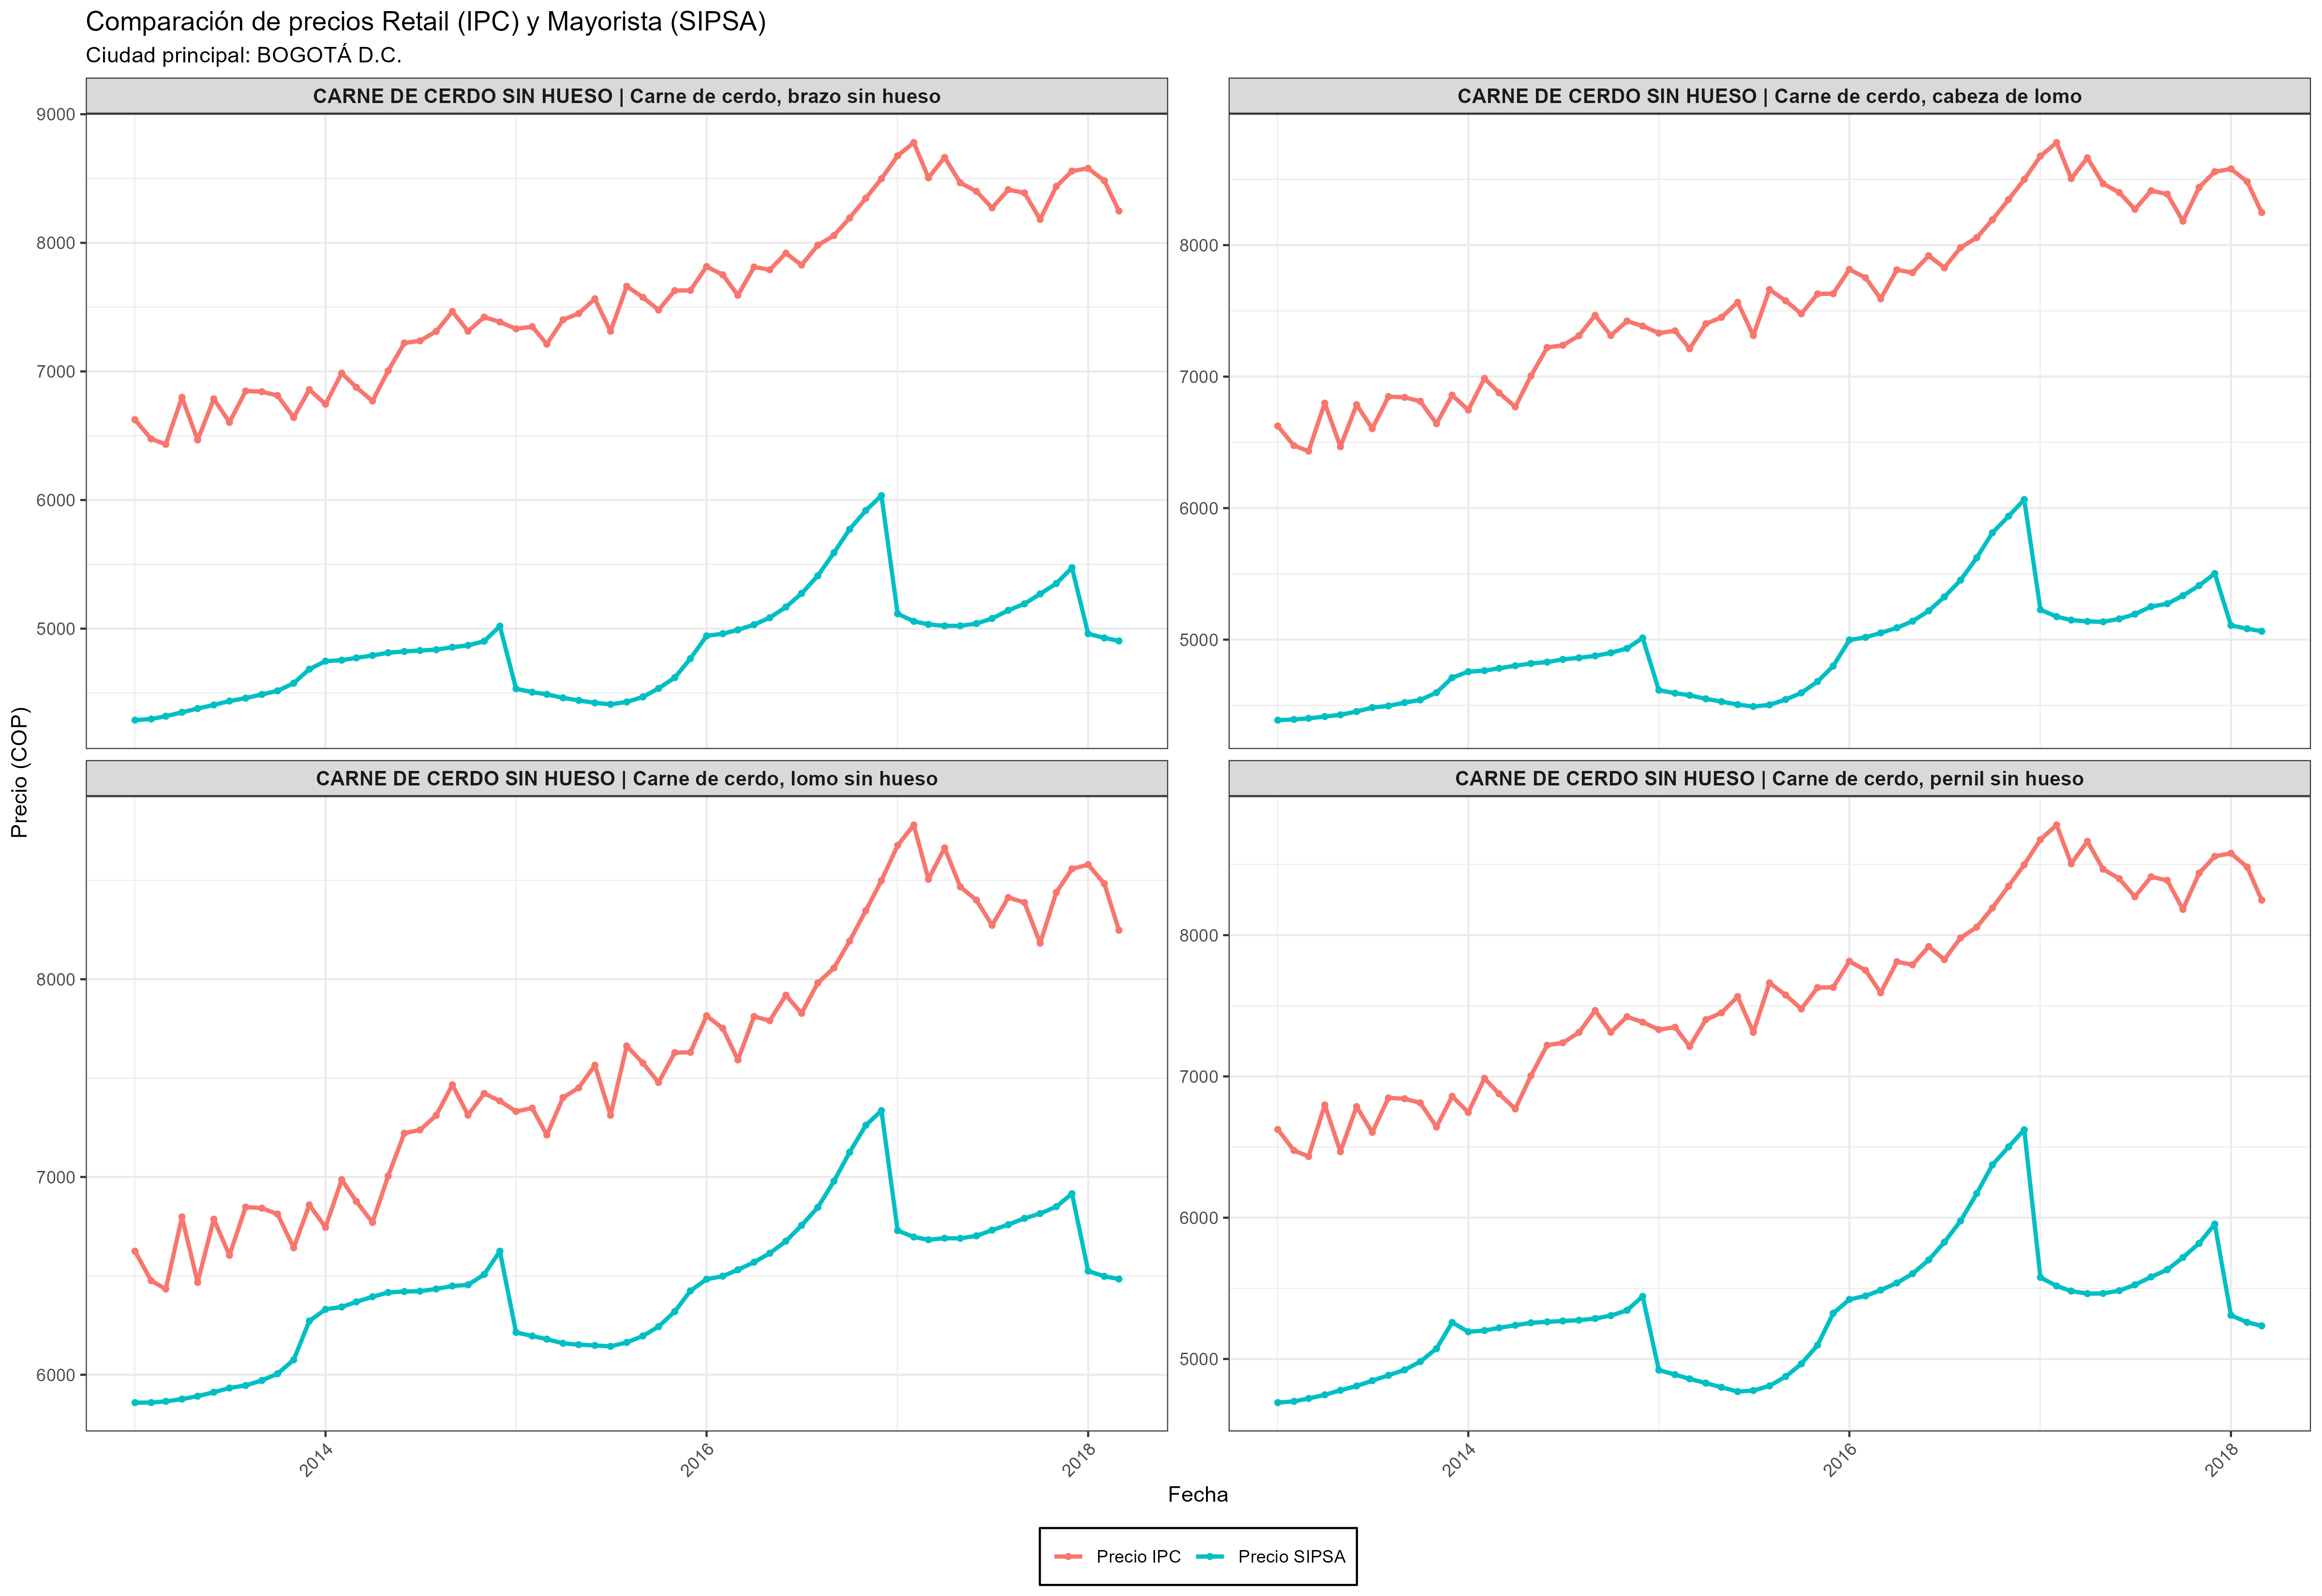 Comparación de precios Retail (IPC) y Mayorista (SIPSA)
Ciudad principal: BOGOTÁ D.C.
CARNE DE CERDO SIN HUESO | Carne de cerdo, brazo sin hueso
CARNE DE CERDO SIN HUESO | Carne de cerdo, cabeza de lomo
9000
8000
7000
6000
5000
8000
7000
6000
5000
Precio (COP)
CARNE DE CERDO SIN HUESO | Carne de cerdo, lomo sin hueso
CARNE DE CERDO SIN HUESO | Carne de cerdo, pernil sin hueso
8000
7000
6000
8000
7000
6000
5000
2014
2016
2018
2014
2016
2018
Fecha
Precio IPC
Precio SIPSA